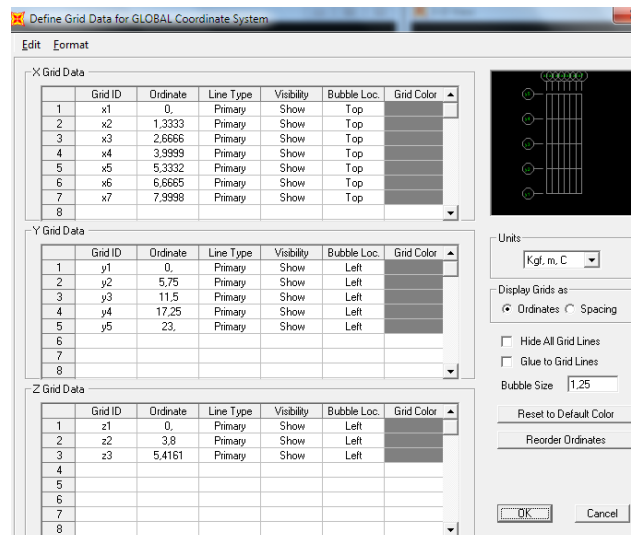 Define Grid Data for GLOBAL Coordinate System
Edit Format
X Grid Data
Grid ID Ordinate Line Type Visibility Bubble Loc. Grid Color
1 x1 0, Primary Show Top
2 x2 1,3333 Primary Show Top
3 x3 2,6666 Primary Show Top
4 x4 3,9999 Primary Show Top
5 x5 5,3332 Primary Show Top
6 x6 6,6665 Primary Show Top
7 x7 7,9998 Primary Show Top
8
Y Grid Data
Grid ID Ordinate Line Type Visibility Bubble Loc. Grid Color
1 y1 0, Primary Show Left
2 y2 5,75 Primary Show Left
3 y3 11,5 Primary Show Left
4 y4 17,25 Primary Show Left
5 y5 23, Primary Show Left
6
7
8
Z Grid Data
Grid ID Ordinate Line Type Visibility Bubble Loc. Grid Color
1 z1 0, Primary Show Left
2 z2 3,8 Primary Show Left
3 z3 5,4161 Primary Show Left
4
5
6
7
8
Units
Kgf, m, C
Display Grids as
Ordinates Spacing
Hide All Grid Lines
Glue to Grid Lines
Bubble Size 1,25
Reset to Default Color
Reorder Ordinates
OK Cancel